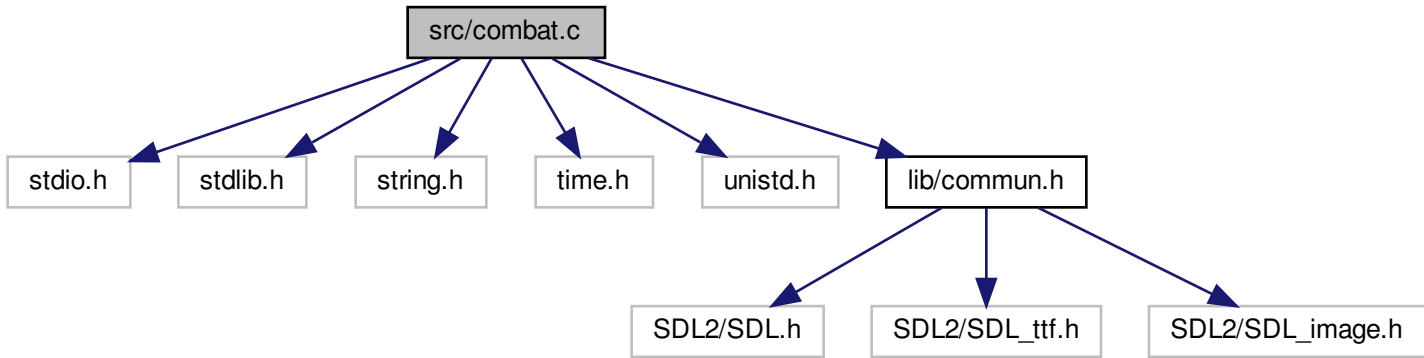 src/combat.c
stdio.h
stdlib.h
string.h
time.h
unistd.h
lib/commun.h
SDL2/SDL.h
SDL2/SDL_ttf.h
SDL2/SDL_image.h